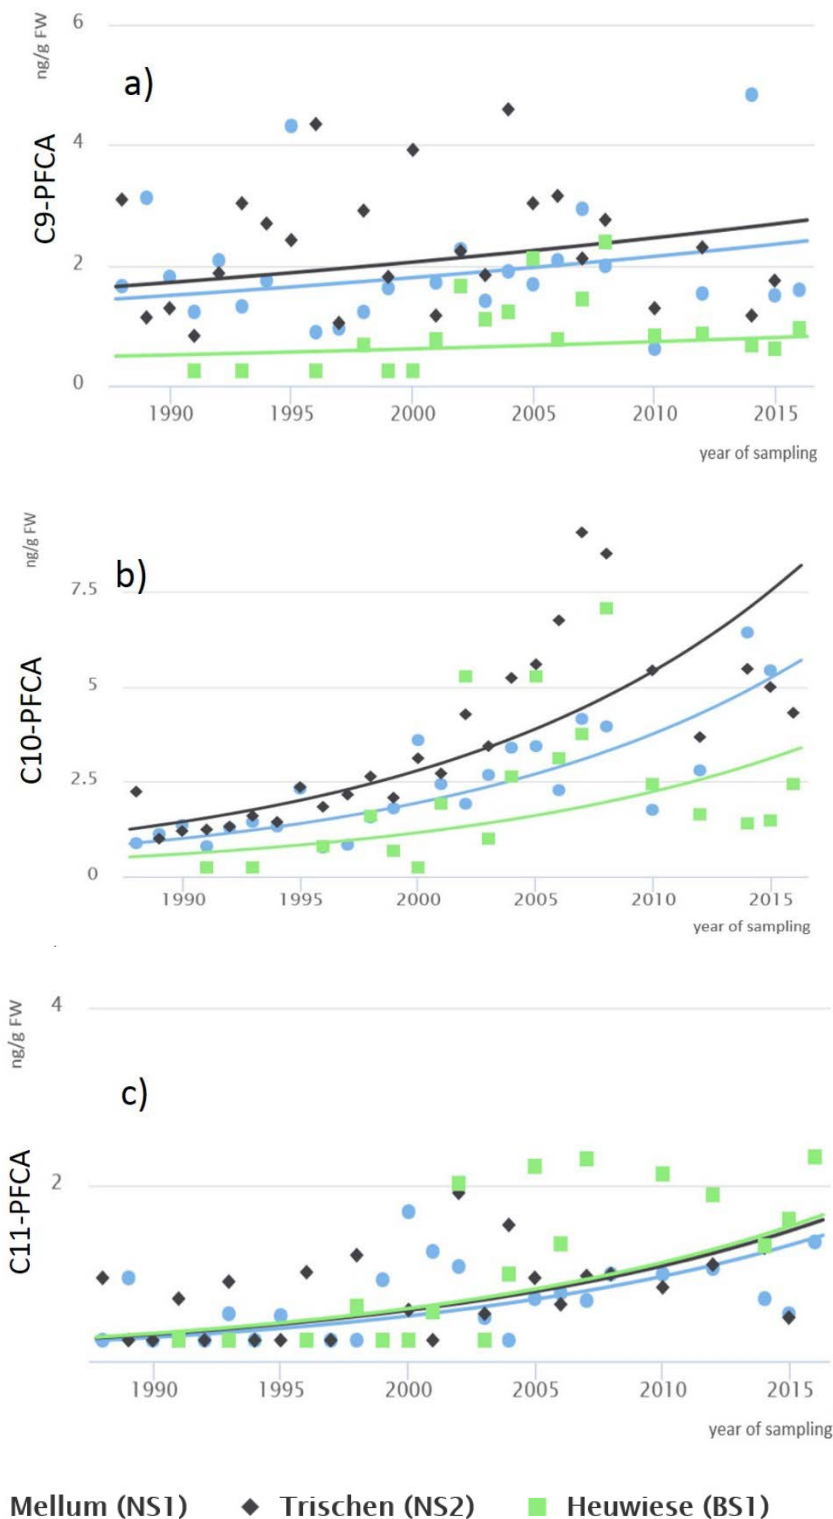 ng/g FW
6
a)
C9-PFCA
4
2
0
1990 1995 2000 2005 2010 2015
year of sampling
ng/g FW
b)
7.5
C10-PFCA
5
2.5
0
1990 1995 2000 2005 2010 2015
year of sampling
ng/g FW
4
c)
C11-PFCA
2
1990 1995 2000 2005 2010 2015
year of sampling
Mellum (NS1) Trischen (NS2) Heuwiese (BS1)